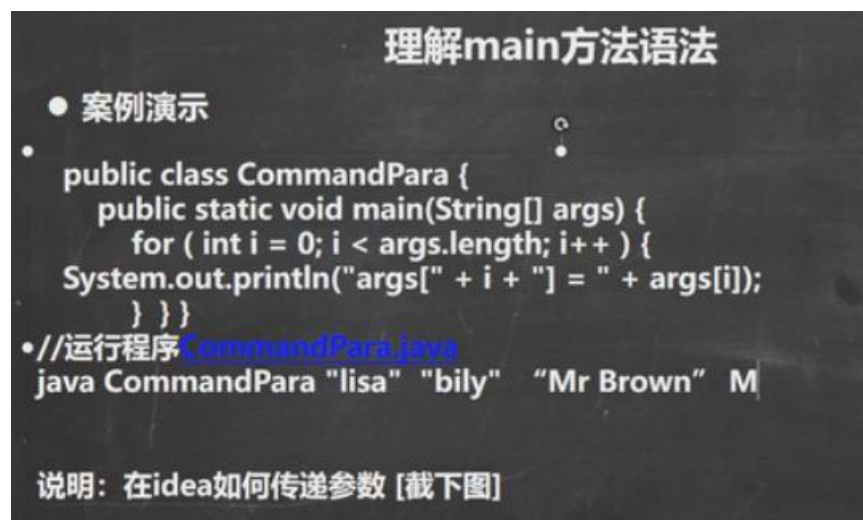 理解main方法语法
● 案例演示
•
public class CommandPara {
public static void main(String[] args) {
for ( int i = 0; i < args.length; i++ ) {
System.out.println("args[" + i + "] = " + args[i]);
} } }
•//运行程序CommandPara.java
java CommandPara "lisa" "bily" “Mr Brown” M
说明：在idea如何传递参数 [截下图]